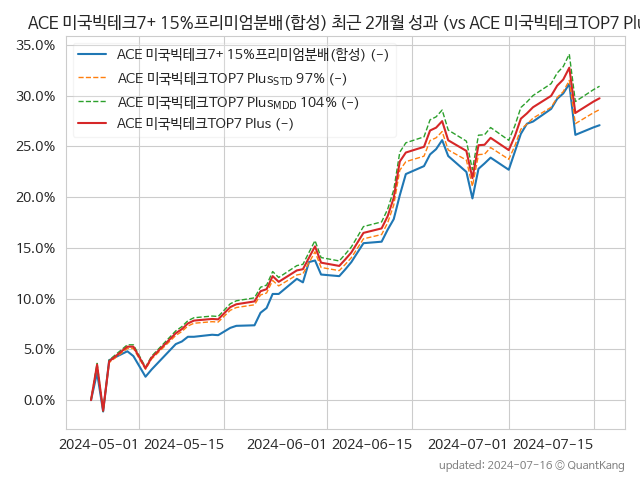 ACE 미국빅테크7+ 15%프리미엄분배(합성) 최근 2개월 성과 (vs ACE 미국빅테크TOP7 Pl
35.0%
30.0%
25.0%
20.0%
15.0%
10.0%
5.0%
0.0%
ACE 미국빅테크7+ 15%프리미엄분배(합성) (-)
ACE 미국빅테크TOP7 PlusSTD 97% (-)
ACE 미국빅테크TOP7 PlusMDD 104% (-)
ACE 미국빅테크TOP7 Plus (-)
2024-05-01 2024-05-15 2024-06-01 2024-06-15 2024-07-01 2024-07-15
updated: 2024-07-16 © QuantKang